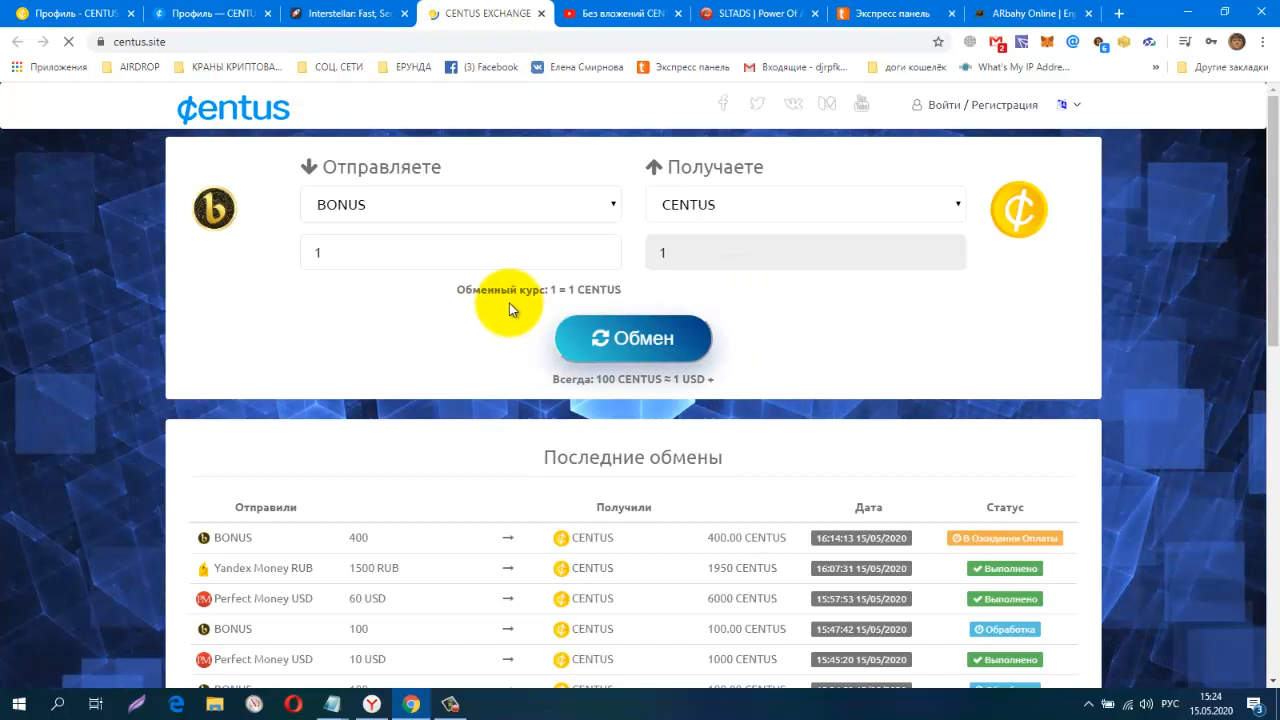 Профиль - CENTUS
Профиль — CENTU
Interstellar: Fast, Sec
CENTUS EXCHANGE
Без вложений CEN
SLTADS | Power Of A
Экспресс панель
ARbahy Online | En
centus.site
2
6
Приложения
AIRDROP
КРАНЫ КРИПТОВА...
СОЦ. СЕТИ
ЕРУНДА
(3) Facebook
Елена Смирнова
Экспресс панель
Входящие - djrpfk...
доги кошелёк
What's My IP Addre...
»
Другие закладки
¢entus
Войти / Регистрация
Отправляете
Получаете
BONUS
CENTUS
1
1
Обменный курс: 1 = 1 CENTUS
Обмен
Всегда: 100 CENTUS ≈ 1 USD +
Последние обмены
Отправили Получили Дата Статус
BONUS 400 → CENTUS 400.00 CENTUS 16:14:13 15/05/2020 В Ожидании Оплаты
Yandex Money RUB 1500 RUB → CENTUS 1950 CENTUS 16:07:31 15/05/2020 Выполнено
Perfect Money USD 60 USD → CENTUS 6000 CENTUS 15:57:53 15/05/2020 Выполнено
BONUS 100 → CENTUS 100.00 CENTUS 15:47:42 15/05/2020 Обработка
Perfect Money USD 10 USD → CENTUS 1000 CENTUS 15:45:20 15/05/2020 Выполнено
РУС
15:24
15.05.2020
3